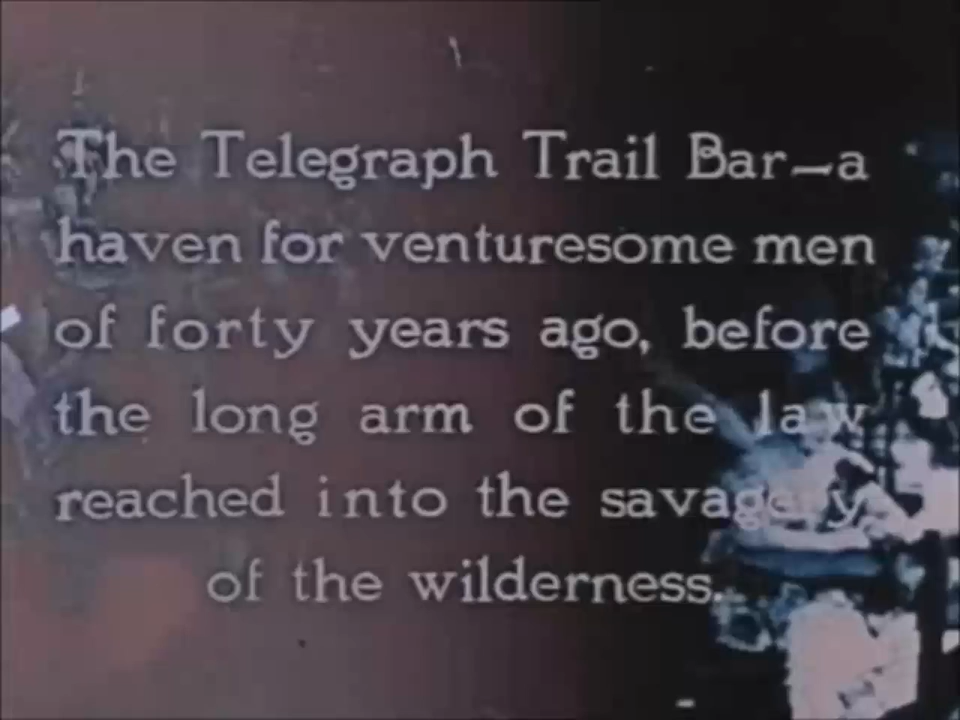 The Telegraph Trail Bar—a
haven for venturesome men
of forty years ago, before
the long arm of the law
reached into the savagery
of the wilderness.